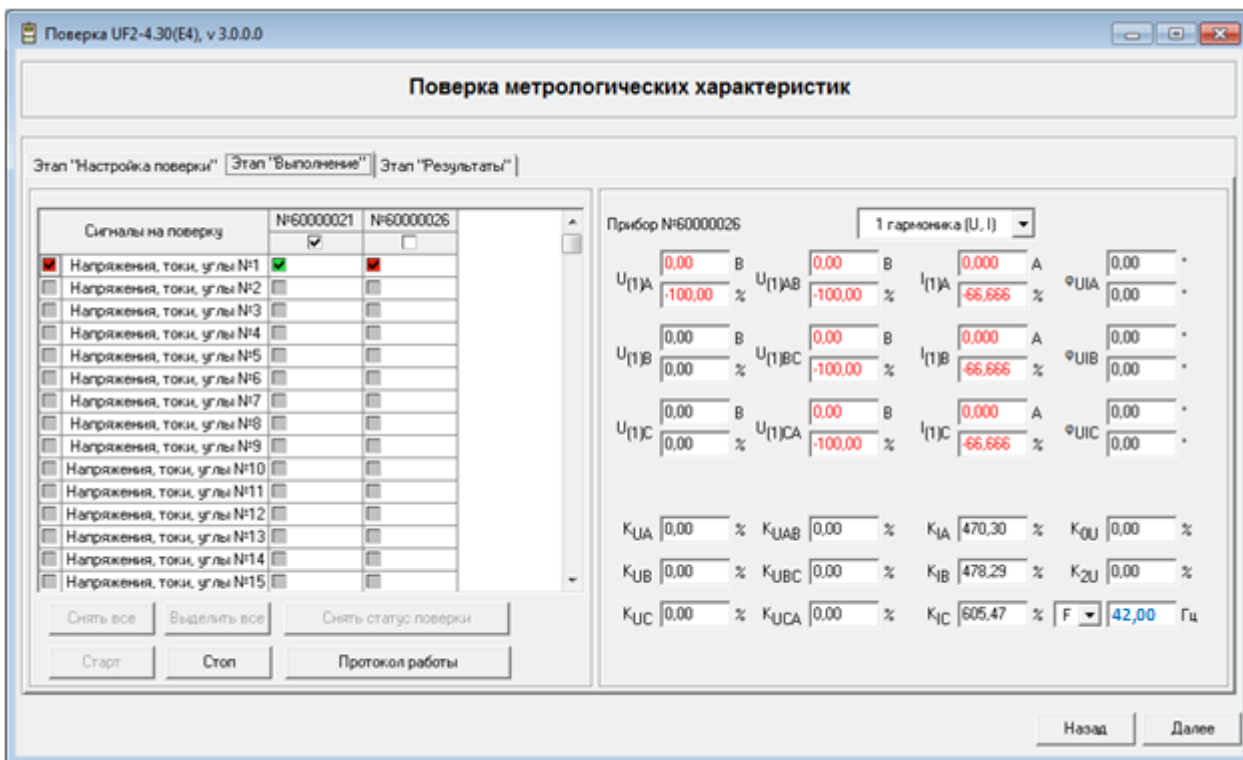 Поверка UF2-4.30(E4), v 3.0.0.0
Поверка метрологических характеристик
Этап "Настройка поверки" Этап "Выполнение" Этап "Результаты"
Сигналы на поверку №60000021 №60000026
Напряжения, токи, углы №1
Напряжения, токи, углы №2
Напряжения, токи, углы №3
Напряжения, токи, углы №4
Напряжения, токи, углы №5
Напряжения, токи, углы №6
Напряжения, токи, углы №7
Напряжения, токи, углы №8
Напряжения, токи, углы №9
Напряжения, токи, углы №10
Напряжения, токи, углы №11
Напряжения, токи, углы №12
Напряжения, токи, углы №13
Напряжения, токи, углы №14
Напряжения, токи, углы №15
Снять все Выделить все Снять статус поверки
Старт Стоп Протокол работы
Прибор №60000026 1 гармоника (U, I)
U(1)A 0,00 В U(1)AB 0,00 В I(1)A 0,000 А φUIA 0,00 °
-100,00 % -100,00 % -66,666 % 0,00 °
U(1)B 0,00 В U(1)BC 0,00 В I(1)B 0,000 А φUIB 0,00 °
0,00 % -100,00 % -66,666 % 0,00 °
U(1)C 0,00 В U(1)CA 0,00 В I(1)C 0,000 А φUIC 0,00 °
0,00 % -100,00 % -66,666 % 0,00 °
KUA 0,00 % KUAB 0,00 % KIA 470,30 % K0U 0,00 %
KUB 0,00 % KUBC 0,00 % KIB 478,29 % K2U 0,00 %
KUC 0,00 % KUCA 0,00 % KIC 605,47 % F 42,00 Гц
Назад Далее